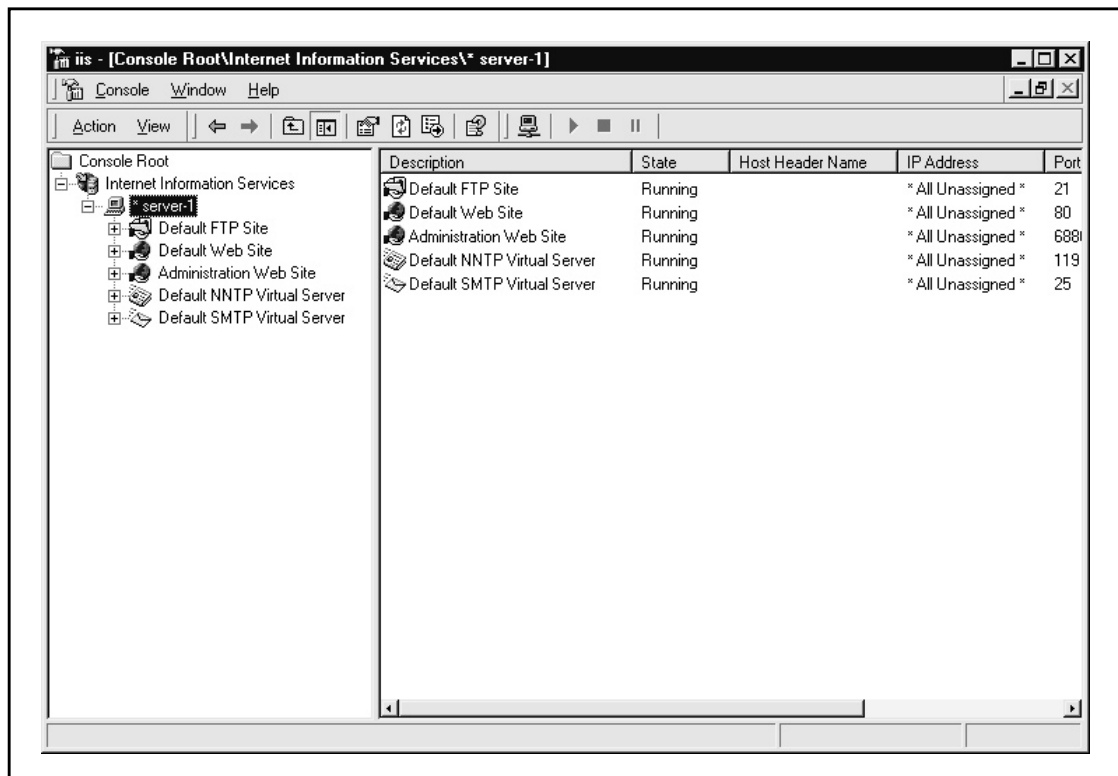 iis - [Console Root\Internet Information Services\* server-1]
Console Window Help
Action View
Console Root
Internet Information Services
* server-1
Default FTP Site
Default Web Site
Administration Web Site
Default NNTP Virtual Server
Default SMTP Virtual Server
Description State Host Header Name IP Address Port
Default FTP Site Running * All Unassigned * 21
Default Web Site Running * All Unassigned * 80
Administration Web Site Running * All Unassigned *
Default NNTP Virtual Server Running * All Unassigned * 119
Default SMTP Virtual Server Running * All Unassigned * 25